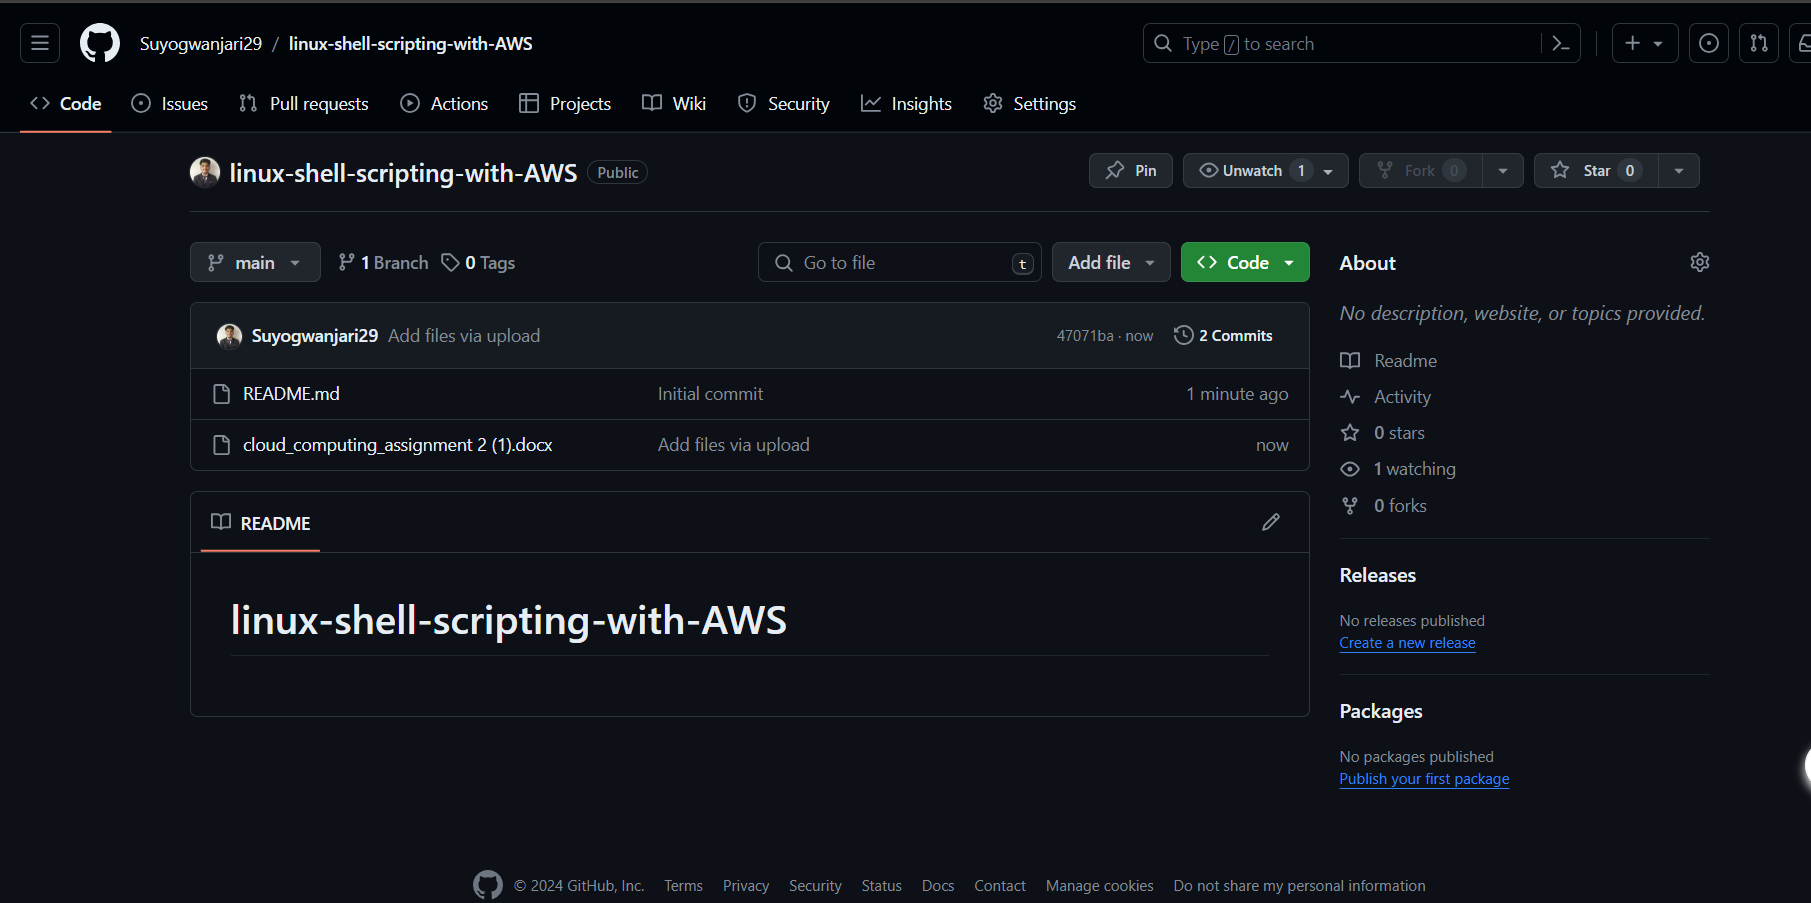 Suyogwanjari29 / linux-shell-scripting-with-AWS
Type / to search
Code Issues Pull requests Actions Projects Wiki Security Insights Settings
linux-shell-scripting-with-AWS Public
Pin Unwatch 1 Fork 0 Star 0
main 1 Branch 0 Tags Go to file t Add file Code
Suyogwanjari29 Add files via upload 47071ba · now 2 Commits
README.md Initial commit 1 minute ago
cloud_computing_assignment 2 (1).docx Add files via upload now
README
linux-shell-scripting-with-AWS
About
No description, website, or topics provided.
Readme
Activity
0 stars
1 watching
0 forks
Releases
No releases published
Create a new release
Packages
No packages published
Publish your first package
© 2024 GitHub, Inc. Terms Privacy Security Status Docs Contact Manage cookies Do not share my personal information